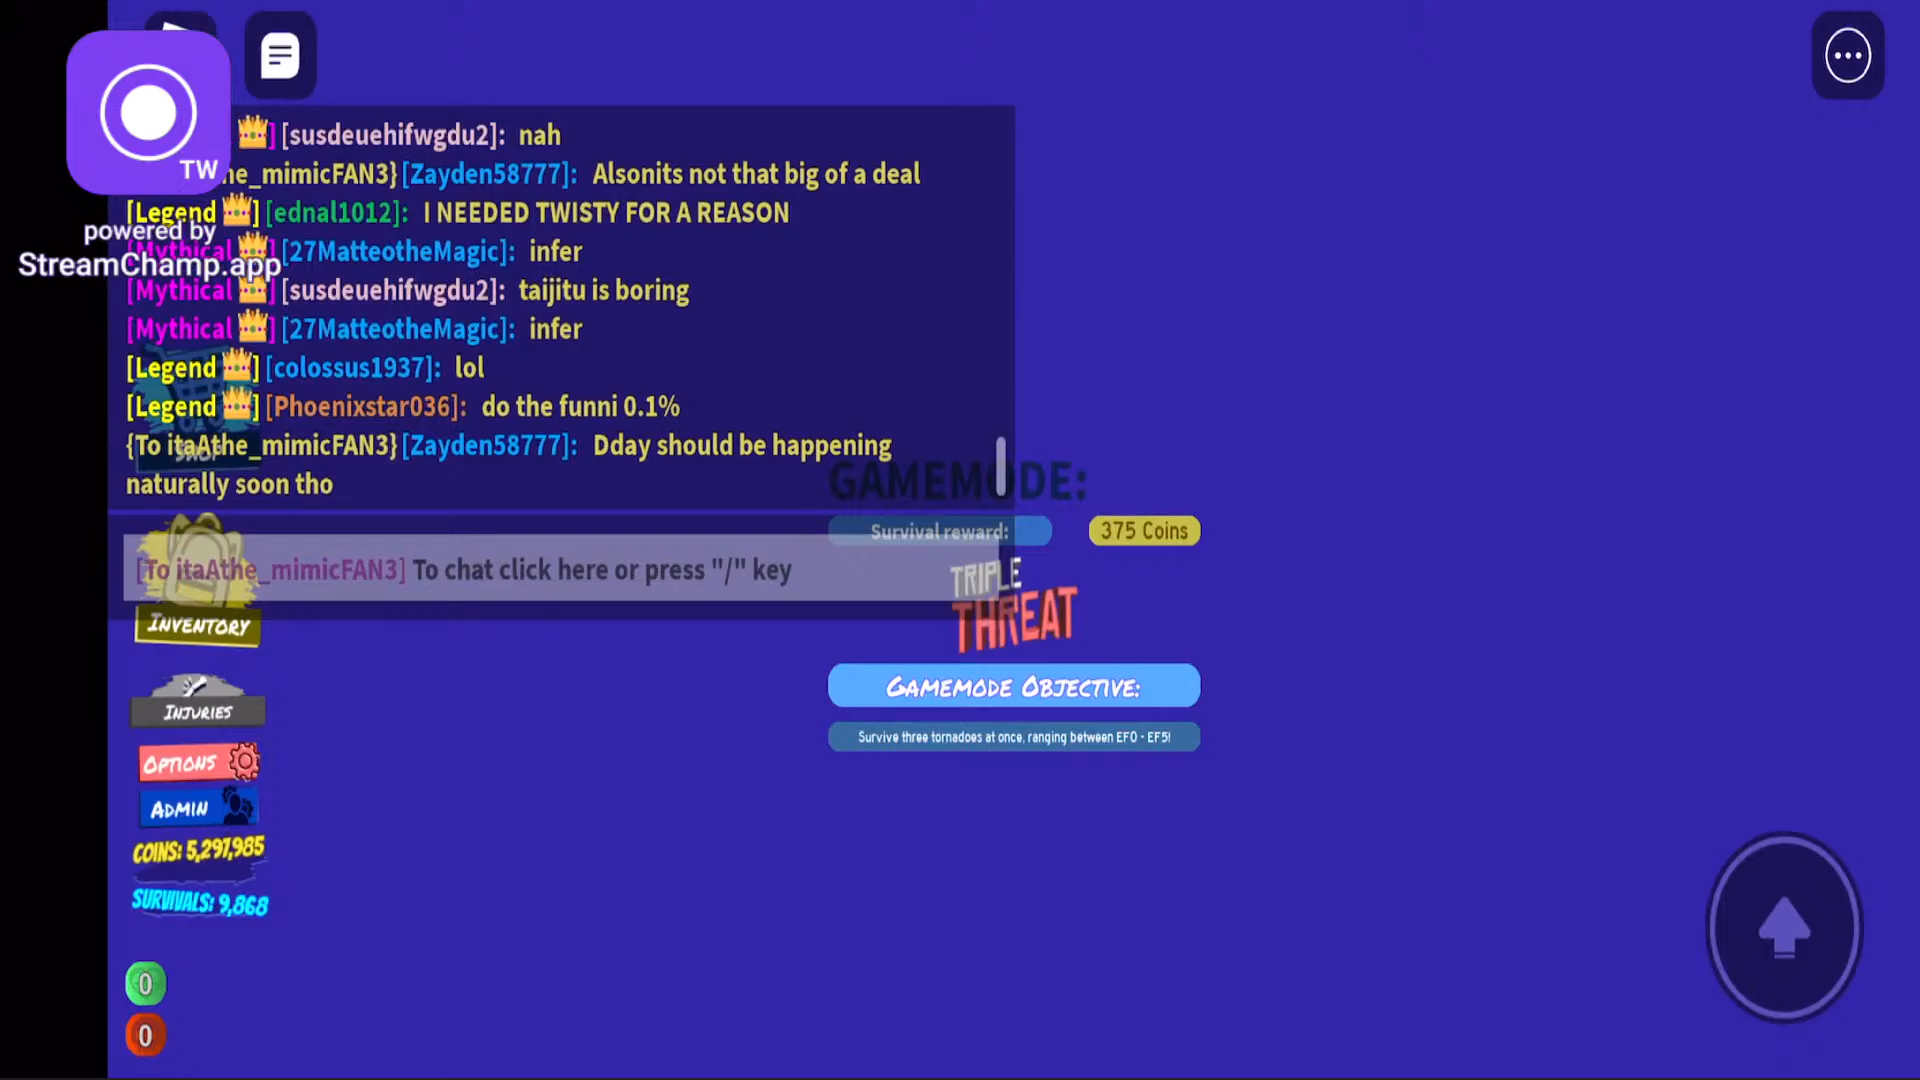 TW
powered by
StreamChamp.app
👑] [susdeuehifwgdu2]: nah
he_mimicFAN3} [Zayden58777]: Alsonits not that big of a deal
[Legend 👑] [ednal1012]: I NEEDED TWISTY FOR A REASON
[Mythical 👑] [27MatteotheMagic]: infer
[Mythical 👑] [susdeuehifwgdu2]: taijitu is boring
[Mythical 👑] [27MatteotheMagic]: infer
[Legend 👑] [colossus1937]: lol
[Legend 👑] [Phoenixstar036]: do the funni 0.1%
{To itaAthe_mimicFAN3} [Zayden58777]: Dday should be happening
naturally soon tho
[To itaAthe_mimicFAN3] To chat click here or press "/" key
SHOP
INVENTORY
INJURIES
OPTIONS
ADMIN
COINS: 5,297,985
SURVIVALS: 9,868
0
0
GAMEMODE:
Survival reward:
375 Coins
TRIPLE
THREAT
GAMEMODE OBJECTIVE:
Survive three tornadoes at once, ranging between EF0 - EF5!